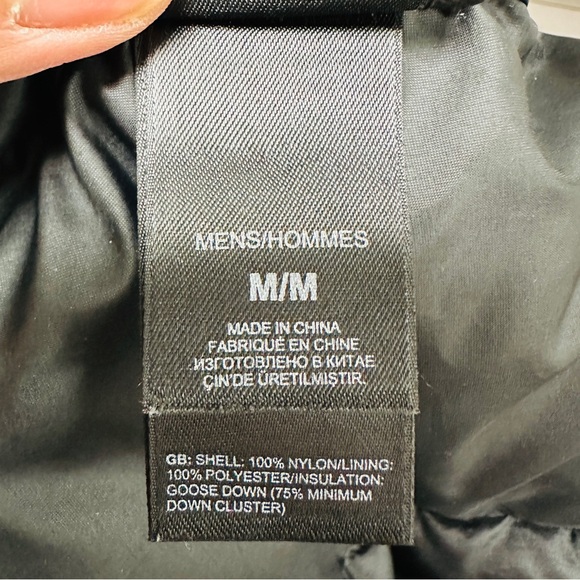 MENS/HOMMES
M/M
MADE IN CHINA
FABRIQUÉ EN CHINE
ИЗГОТОВЛЕНО В КИТАЕ
ÇIN'DE ÜRETILMISTIR.
GB: SHELL: 100% NYLON/LINING:
100% POLYESTER/INSULATION:
GOOSE DOWN (75% MINIMUM
DOWN CLUSTER)